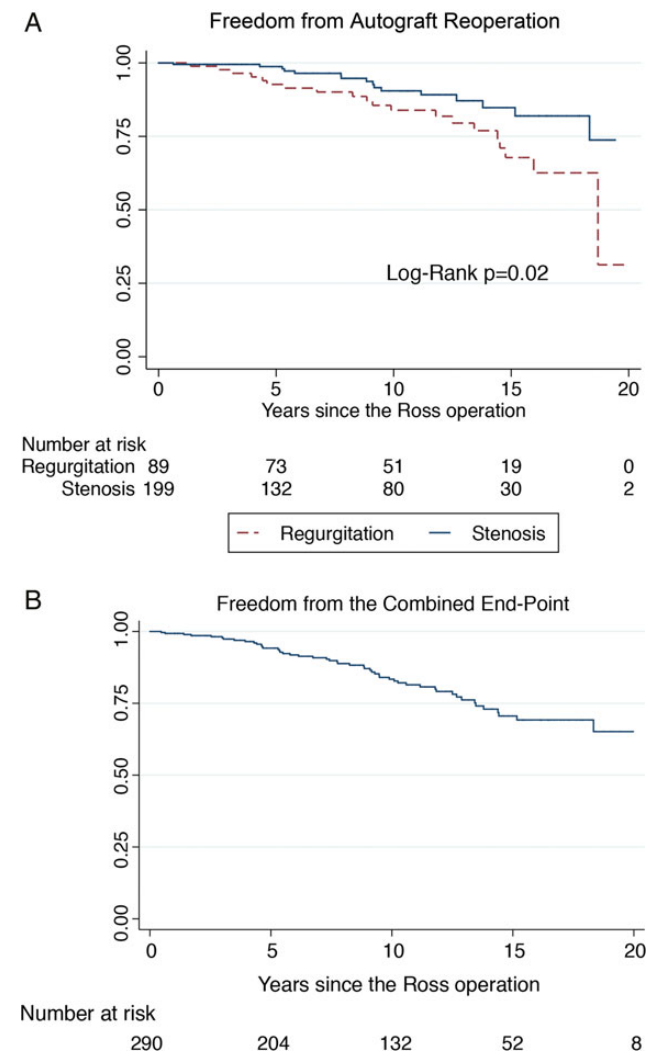 A
Freedom from Autograft Reoperation
1.00
0.75
0.50
0.25
0.00
Log-Rank p=0.02
0 5 10 15 20
Years since the Ross operation
Number at risk
Regurgitation 89 73 51 19 0
Stenosis 199 132 80 30 2
Regurgitation Stenosis
B
Freedom from the Combined End-Point
1.00
0.75
0.50
0.25
0.00
0 5 10 15 20
Years since the Ross operation
Number at risk
290 204 132 52 8